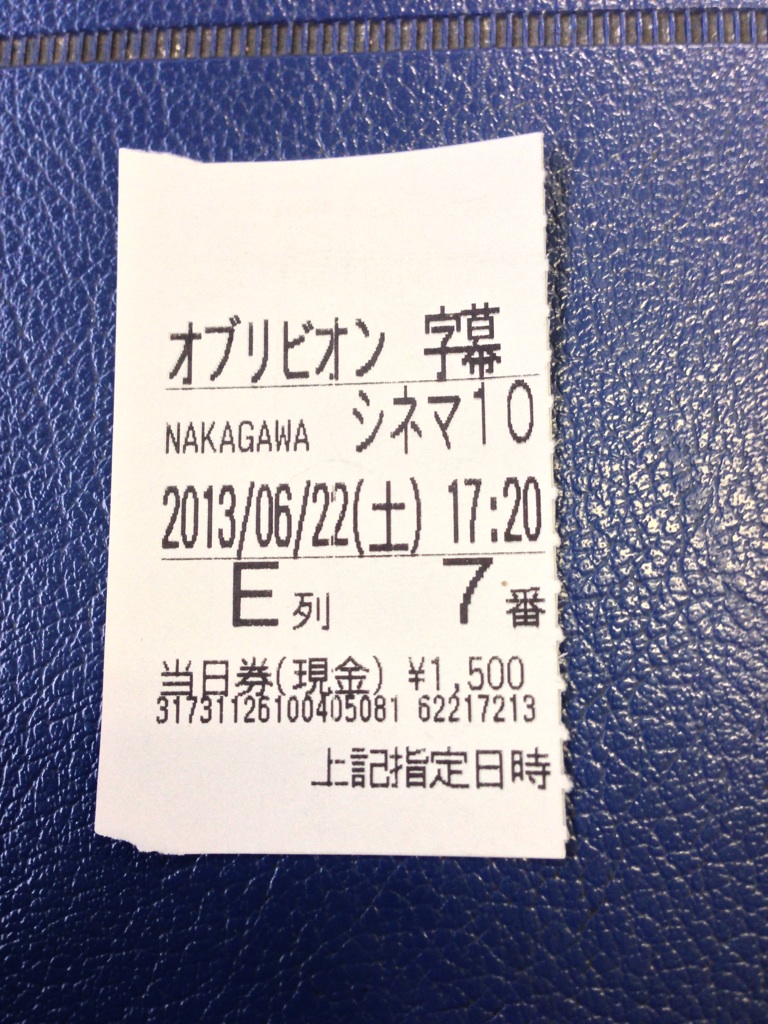 オブリビオン 字幕
NAKAGAWA シネマ10
2013/06/22(土) 17:20
E列 7番
当日券(現金) ¥1,500
31731126100405081 62217213
上記指定日時